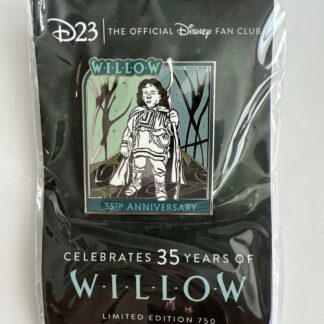 D23 | THE OFFICIAL Disney FAN CLUB
WILLOW
35TH ANNIVERSARY
CELEBRATES 35 YEARS OF
WILLOW
LIMITED EDITION 750